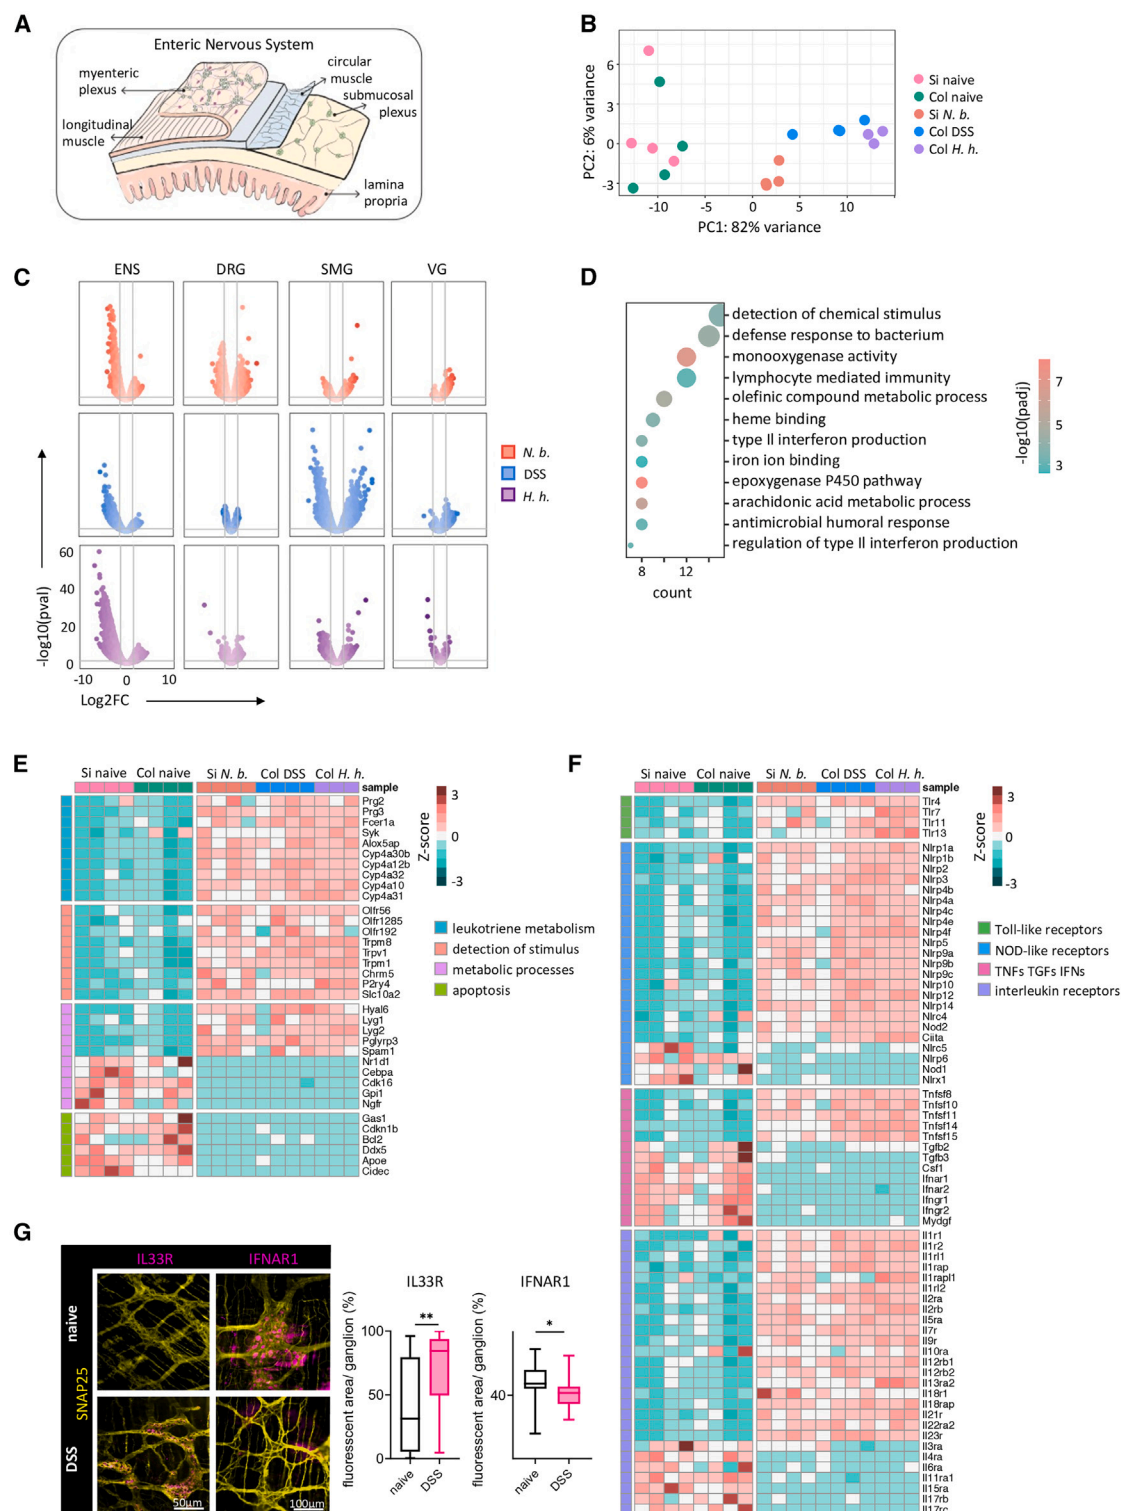 A
Enteric Nervous System
myenteric
plexus
circular
muscle
submucosal
plexus
longitudinal
muscle
lamina
propria
B
PC2: 6% variance
6
3
0
-3
-10
-5
0
5
10
PC1: 82% variance
Si naive
Col naive
Si N. b.
Col DSS
Col H. h.
C
ENS
DRG
SMG
VG
N. b.
DSS
H. h.
-log10(pval)
60
40
20
0
-10
0
10
Log2FC
D
detection of chemical stimulus
defense response to bacterium
monooxygenase activity
lymphocyte mediated immunity
olefinic compound metabolic process
heme binding
type II interferon production
iron ion binding
epoxygenase P450 pathway
arachidonic acid metabolic process
antimicrobial humoral response
regulation of type II interferon production
8
12
count
-log10(padj)
7
5
3
E
Si naive
Col naive
Si N. b.
Col DSS
Col H. h.
sample
Prg2
Prg3
Fcer1a
Syk
Alox5ap
Cyp4a30b
Cyp4a12b
Cyp4a32
Cyp4a10
Cyp4a31
Olfr56
Olfr1285
Olfr192
Trpm8
Trpv1
Trpm1
Chrm5
P2ry4
Slc10a2
Hyal6
Lyg1
Lyg2
Pglyrp3
Spam1
Nr1d1
Cebpa
Cdk16
Gpi1
Ngfr
Gas1
Cdkn1b
Bcl2
Ddx5
Apoe
Cidec
Z-score
3
0
-3
leukotriene metabolism
detection of stimulus
metabolic processes
apoptosis
F
Si naive
Col naive
Si N. b.
Col DSS
Col H. h.
sample
Tlr4
Tlr7
Tlr11
Tlr13
Nlrp1a
Nlrp1b
Nlrp2
Nlrp3
Nlrp4b
Nlrp4a
Nlrp4c
Nlrp4e
Nlrp4f
Nlrp5
Nlrp9a
Nlrp9b
Nlrp9c
Nlrp10
Nlrp12
Nlrp14
Nlrc4
Nod2
Ciita
Nlrc5
Nlrp6
Nod1
Nlrx1
Tnfsf8
Tnfsf10
Tnfsf11
Tnfsf14
Tnfsf15
Tgfb2
Tgfb3
Csf1
Ifnar1
Ifnar2
Ifngr1
Ifngr2
Mydgf
Il1r1
Il1r2
Il1rl1
Il1rap
Il1rapl1
Il1rl2
Il2ra
Il2rb
Il5ra
Il7r
Il9r
Il10ra
Il12rb1
Il12rb2
Il13ra2
Il18r1
Il18rap
Il21r
Il22ra2
Il23r
Il3ra
Il4ra
Il6ra
Il11ra1
Il15ra
Il17rb
Il17rc
Z-score
3
0
-3
Toll-like receptors
NOD-like receptors
TNFs TGFs IFNs
interleukin receptors
G
IL33R
IFNAR1
naive
DSS
SNAP25
50µm
100µm
IL33R
fluorescent area/ ganglion (%)
100
50
0
**
naive
DSS
IFNAR1
fluorescent area/ ganglion (%)
40
*
naive
DSS